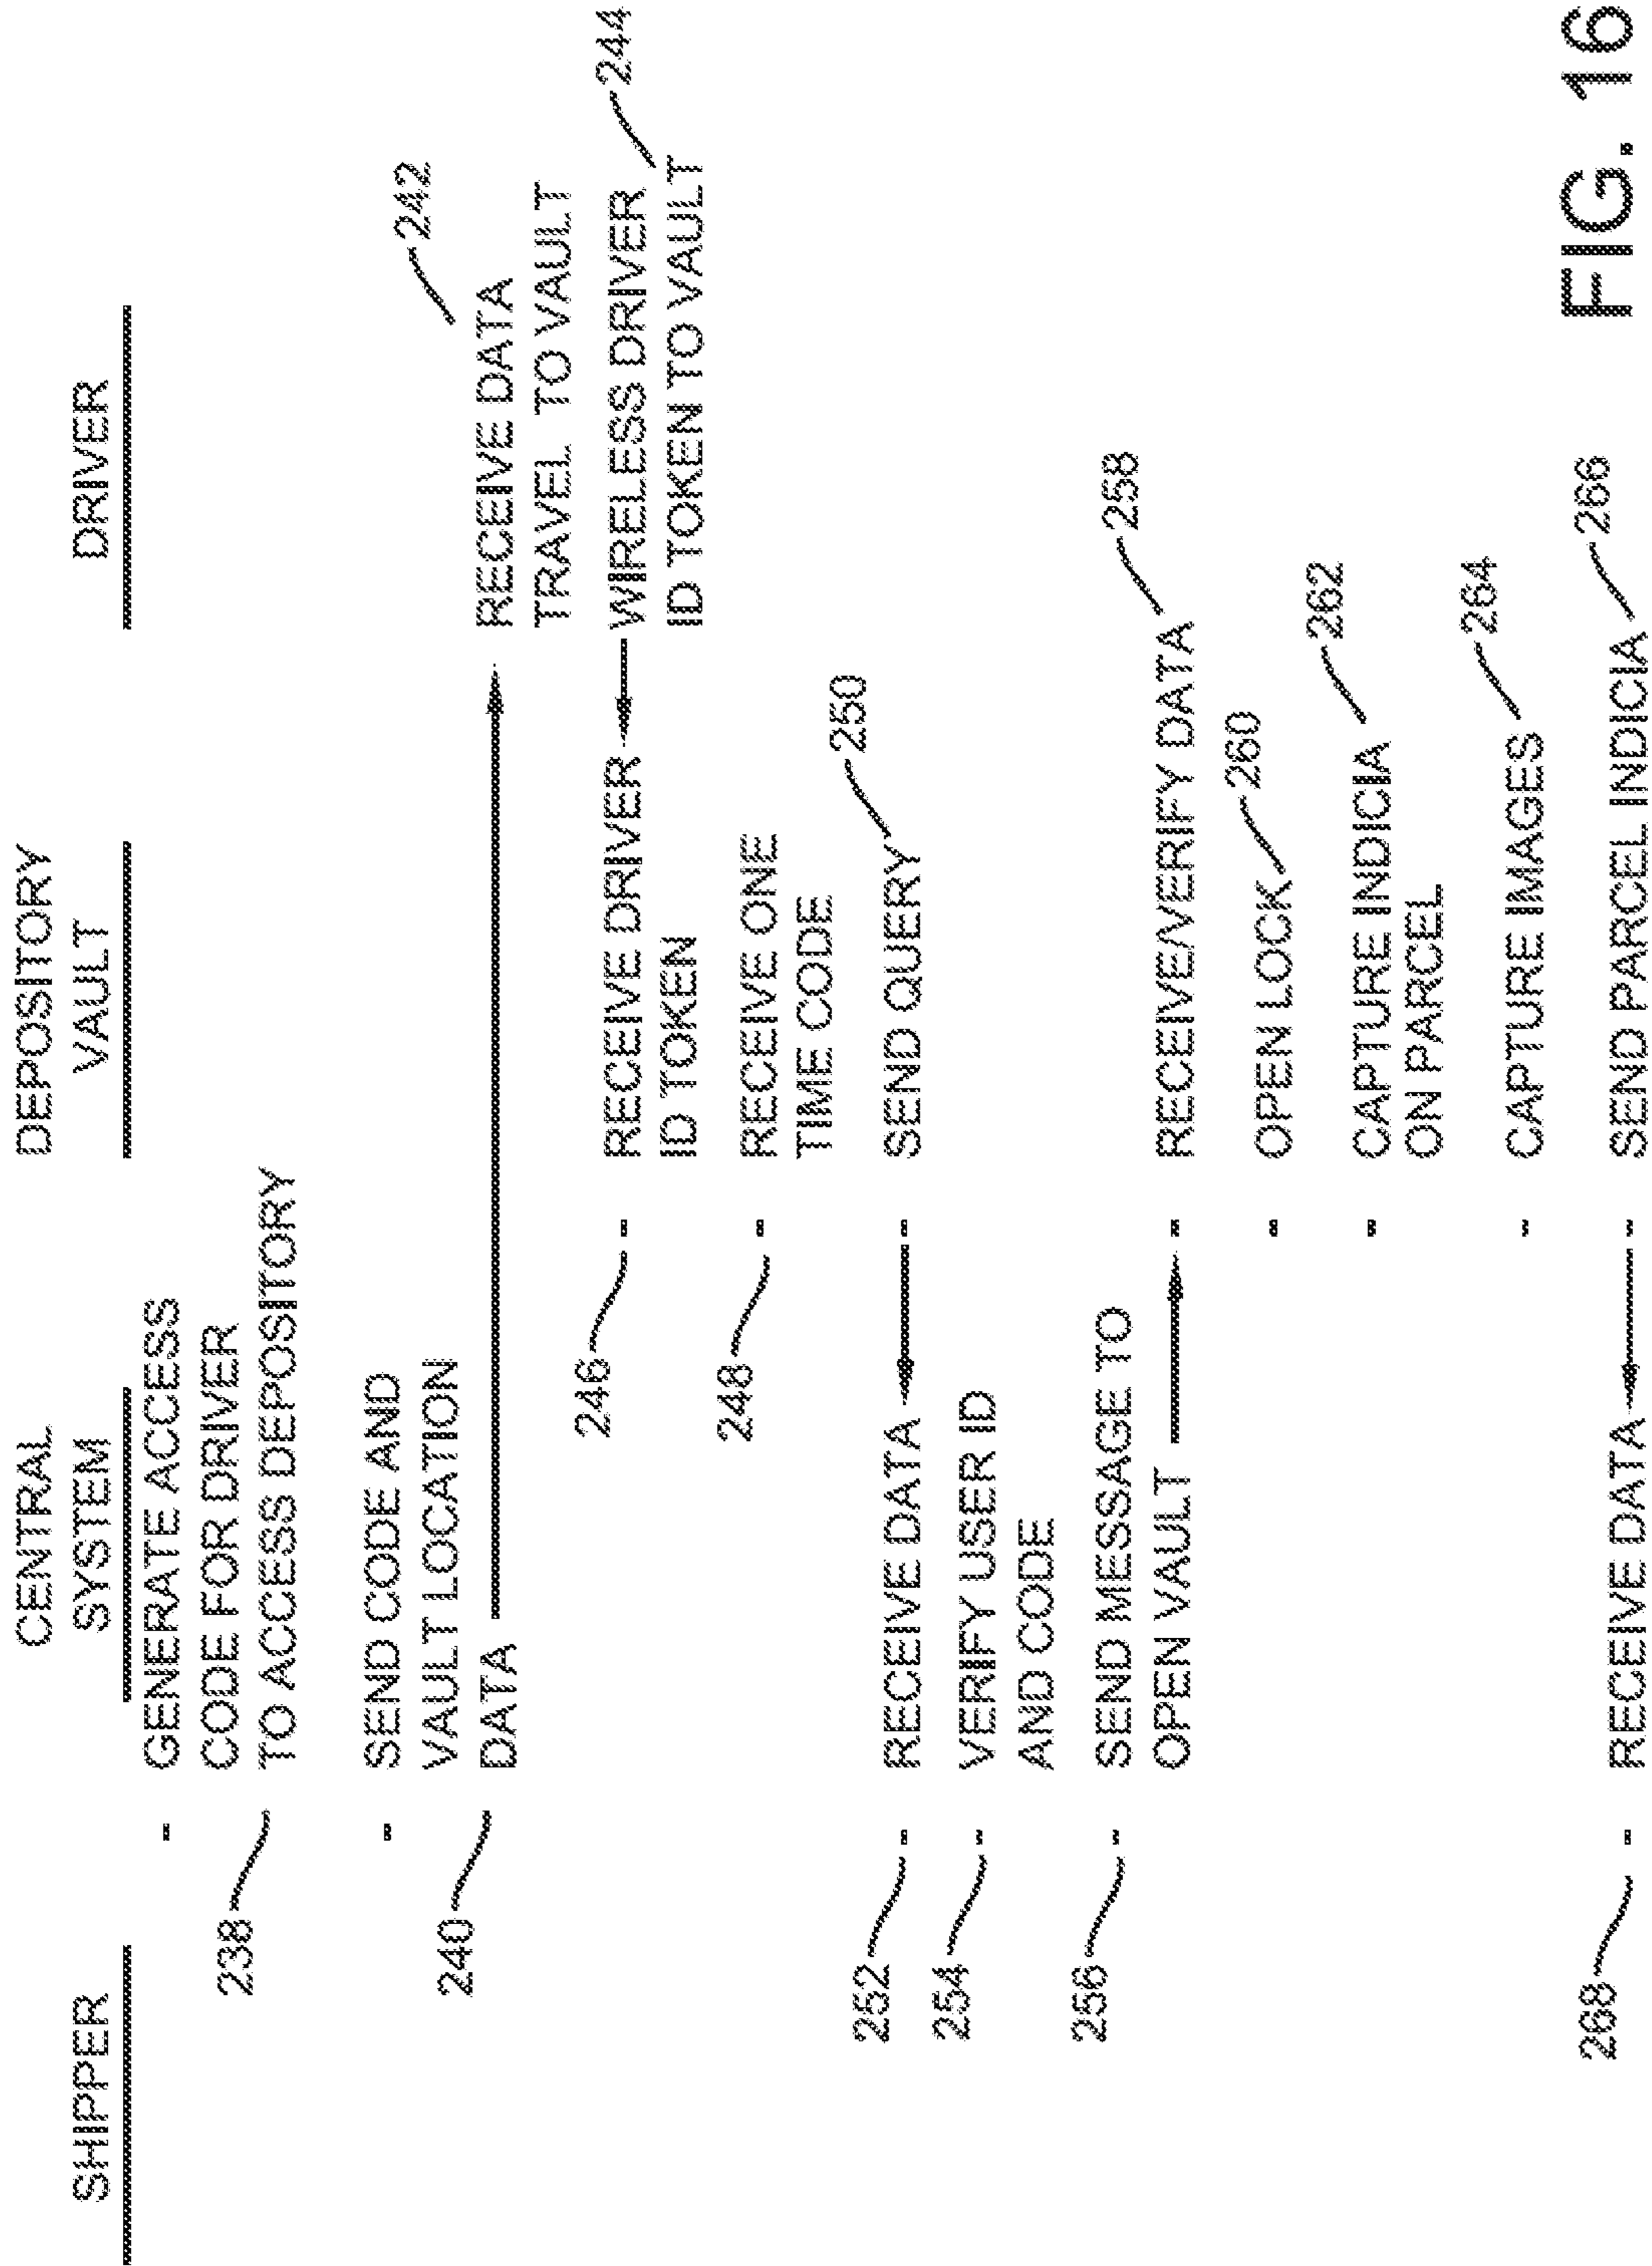 SHIPPER
CENTRAL
SYSTEM
DEPOSITORY
VAULT
DRIVER
GENERATE ACCESS
CODE FOR DRIVER
TO ACCESS DEPOSITORY
238
SEND CODE AND
VAULT LOCATION
DATA
240
242
RECEIVE DATA
TRAVEL TO VAULT
WIRELESS DRIVER
ID TOKEN TO VAULT
244
246
RECEIVE DRIVER
ID TOKEN
248
RECEIVE ONE
TIME CODE
SEND QUERY
250
252
RECEIVE DATA
254
VERIFY USER ID
AND CODE
256
SEND MESSAGE TO
OPEN VAULT
RECEIVE/VERIFY DATA
258
OPEN LOCK
260
CAPTURE INDICIA
ON PARCEL
262
CAPTURE IMAGES
264
SEND PARCEL INDICIA
266
268
RECEIVE DATA
FIG. 16